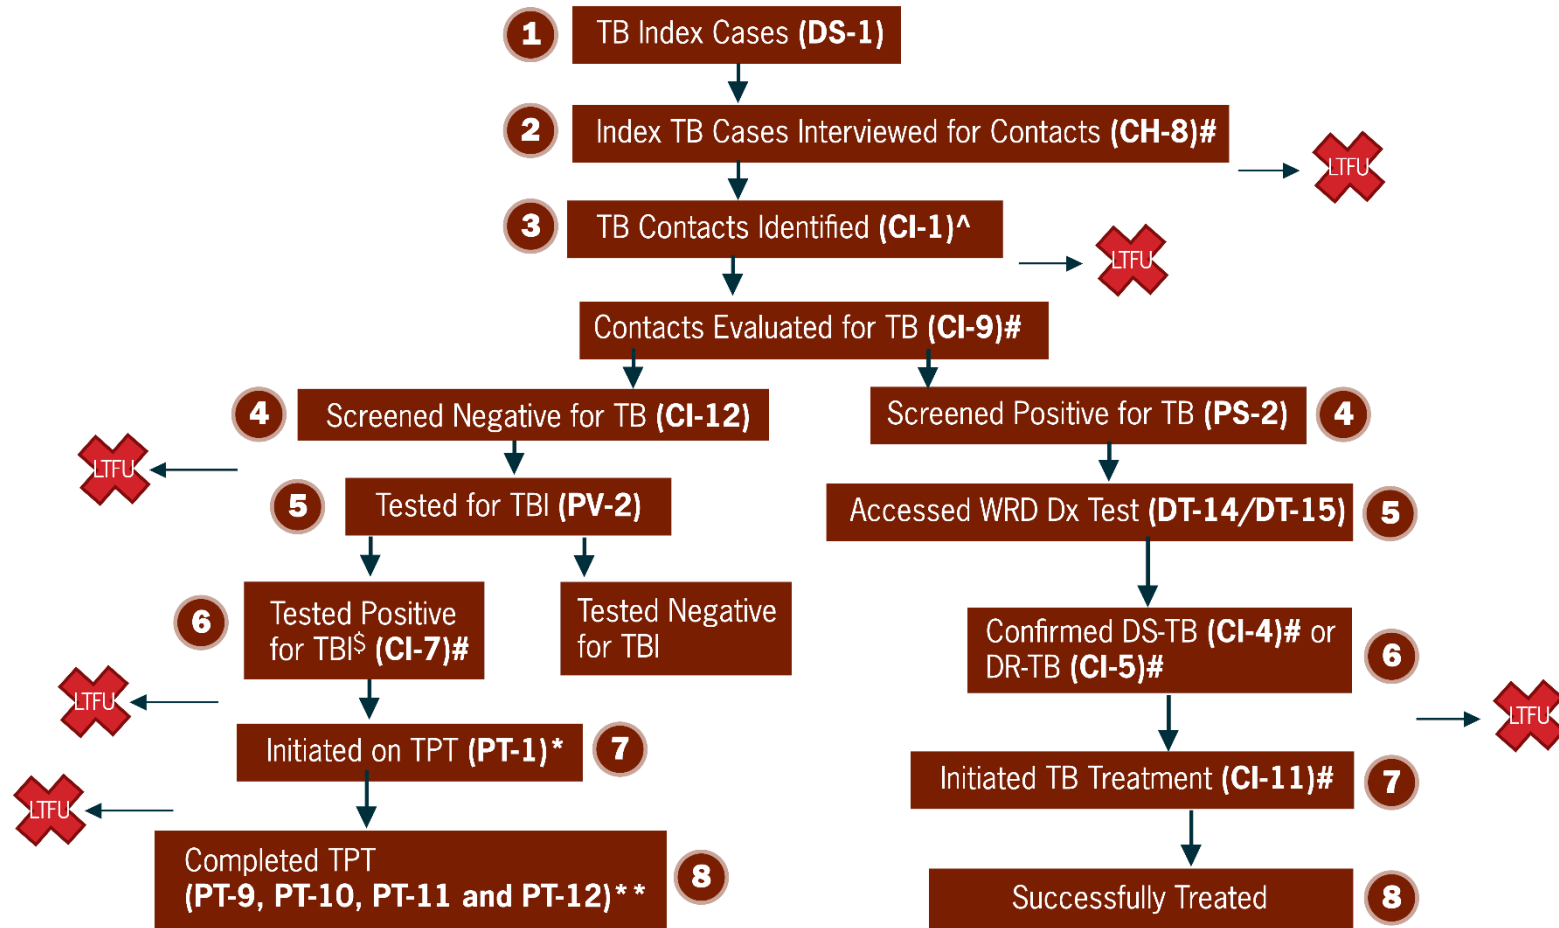 1
TB Index Cases (DS-1)
2
Index TB Cases Interviewed for Contacts (CH-8)#
LTFU
3
TB Contacts Identified (CI-1)^
LTFU
Contacts Evaluated for TB (CI-9)#
4
Screened Negative for TB (CI-12)
Screened Positive for TB (PS-2)
4
LTFU
5
Tested for TBI (PV-2)
Accessed WRD Dx Test (DT-14/DT-15)
5
6
Tested Positive
for TBI$ (CI-7)#
Tested Negative
for TBI
Confirmed DS-TB (CI-4)# or
DR-TB (CI-5)#
6
LTFU
LTFU
Initiated on TPT (PT-1)*
7
Initiated TB Treatment (CI-11)#
7
LTFU
Completed TPT
(PT-9, PT-10, PT-11 and PT-12)**
8
Successfully Treated
8